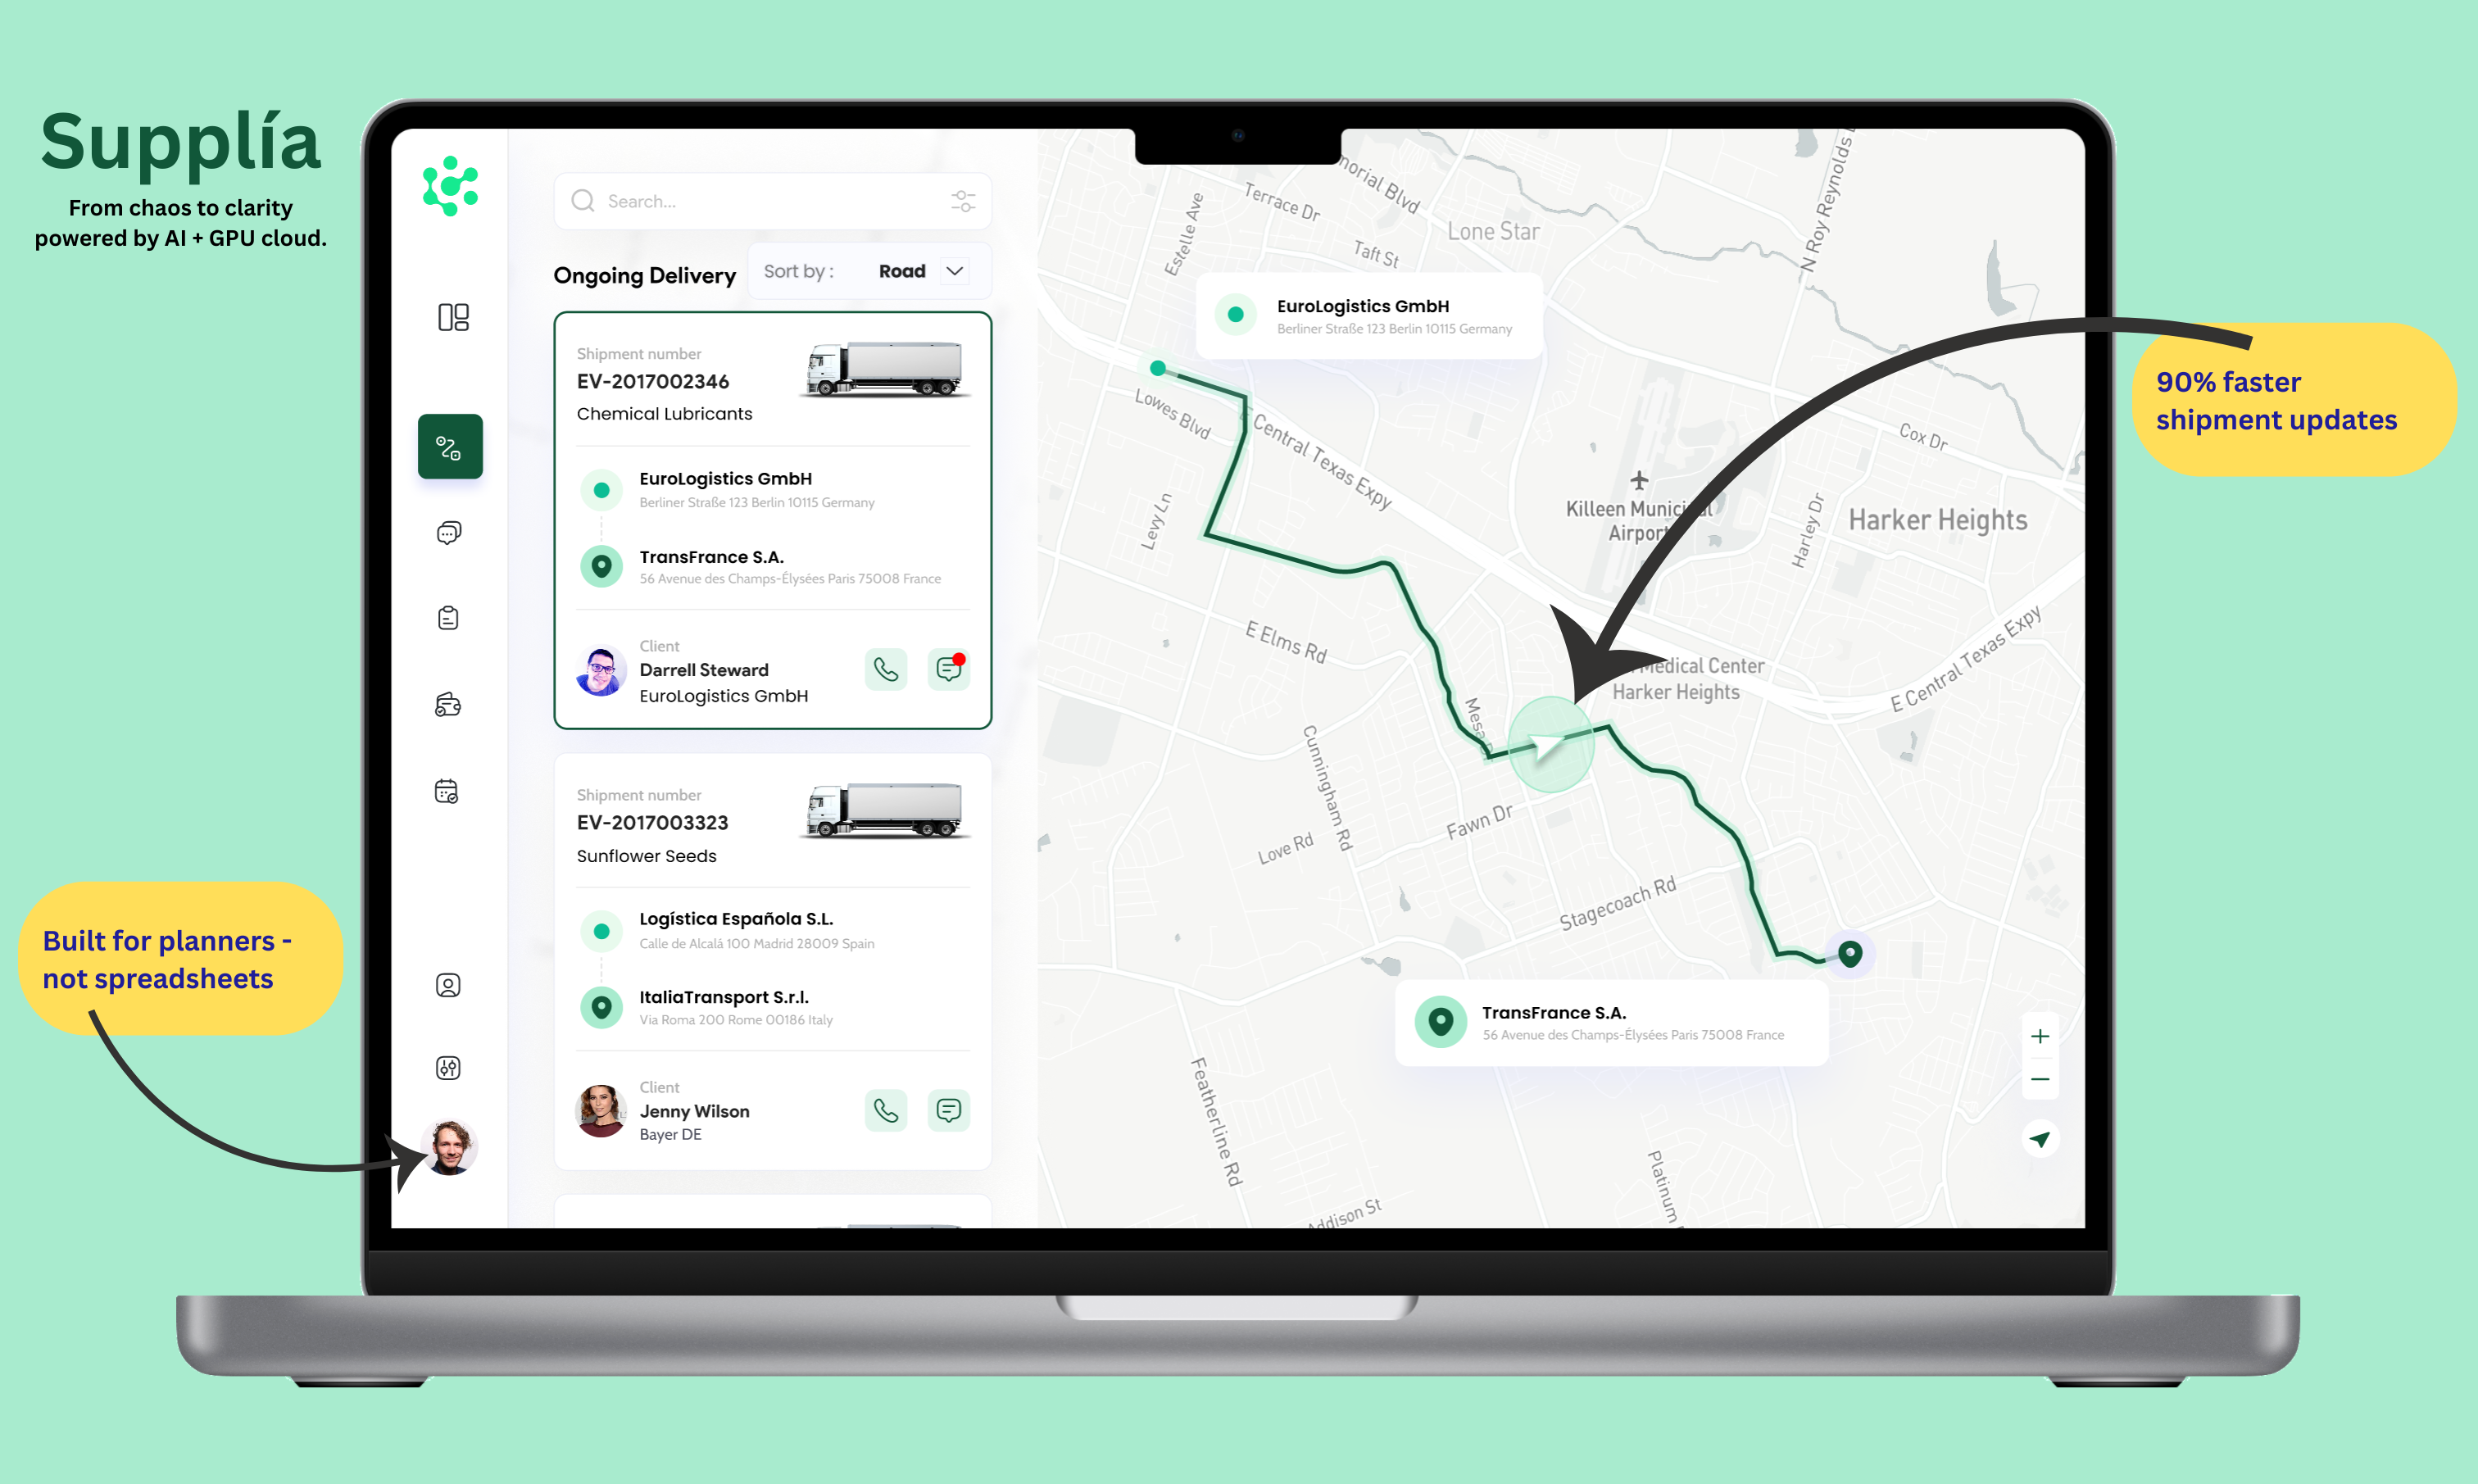 Supplía
From chaos to clarity
powered by AI + GPU cloud.
Search...
Ongoing Delivery
Sort by :
Road
Shipment number
EV-2017002346
Chemical Lubricants
EuroLogistics GmbH
Berliner Straße 123 Berlin 10115 Germany
TransFrance S.A.
56 Avenue des Champs-Élysées Paris 75008 France
Client
Darrell Steward
EuroLogistics GmbH
Shipment number
EV-2017003323
Sunflower Seeds
Logística Española S.L.
Calle de Alcalá 100 Madrid 28009 Spain
ItaliaTransport S.r.l.
Via Roma 200 Rome 00186 Italy
Client
Jenny Wilson
Bayer DE
Built for planners -
not spreadsheets
90% faster
shipment updates
EuroLogistics GmbH
Berliner Straße 123 Berlin 10115 Germany
TransFrance S.A.
56 Avenue des Champs-Élysées Paris 75008 France
Estelle Ave
Terrace Dr
Blvd
Taft St
Lone Star
N Roy Reynolds
Lowes Blvd
E Central Texas Expy
Levy Ln
Killeen Municipal
Airport
Cox Dr
Harley Dr
Harker Heights
E Elms Rd
Medical Center
Harker Heights
E Central Texas Expy
Mesa
Cunningham Rd
Fawn Dr
Love Rd
Stagecoach Rd
Featherline Rd
Addison St
Platinum